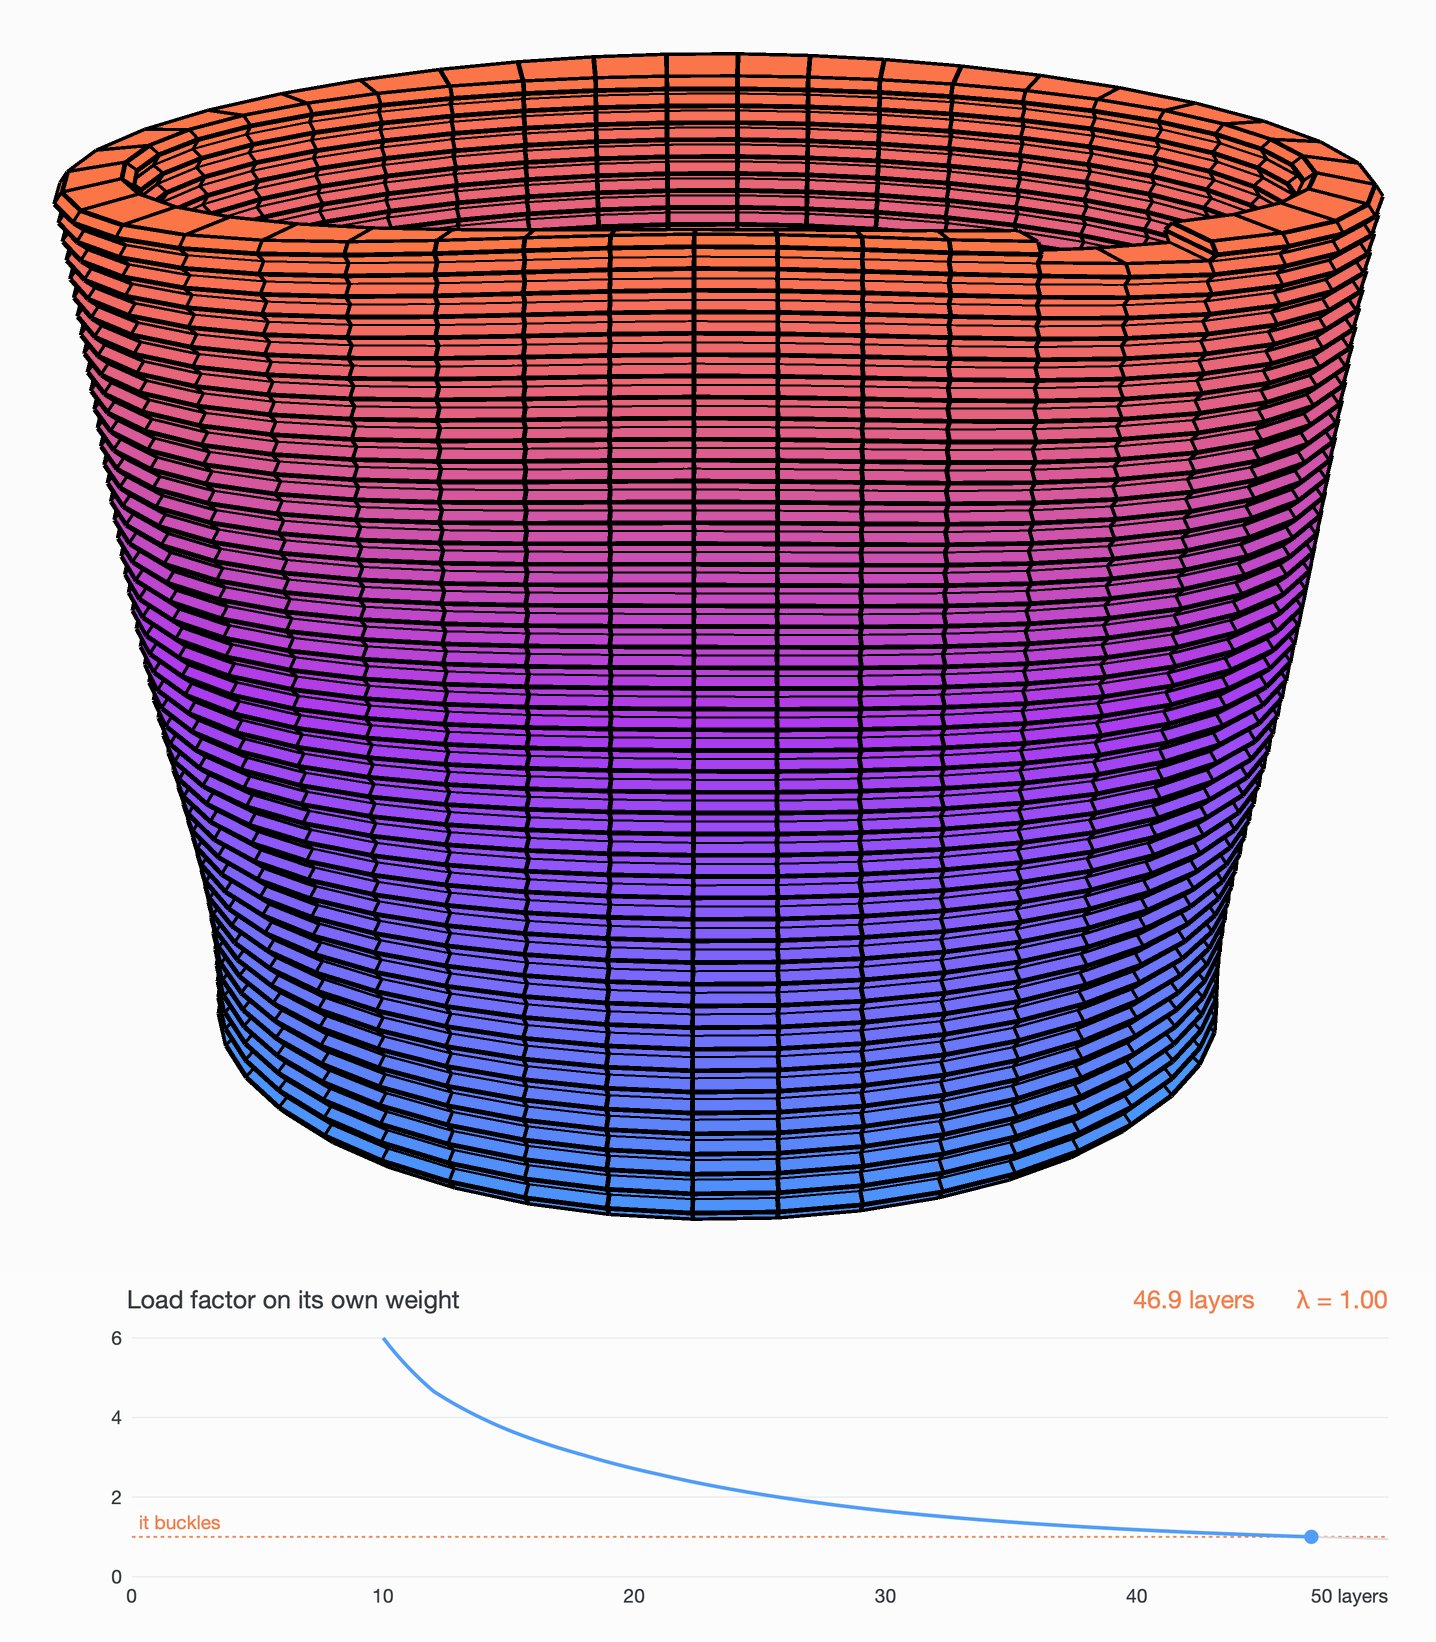 Load factor on its own weight
46.9 layers λ = 1.00
6
4
2
it buckles
0
0 10 20 30 40 50 layers